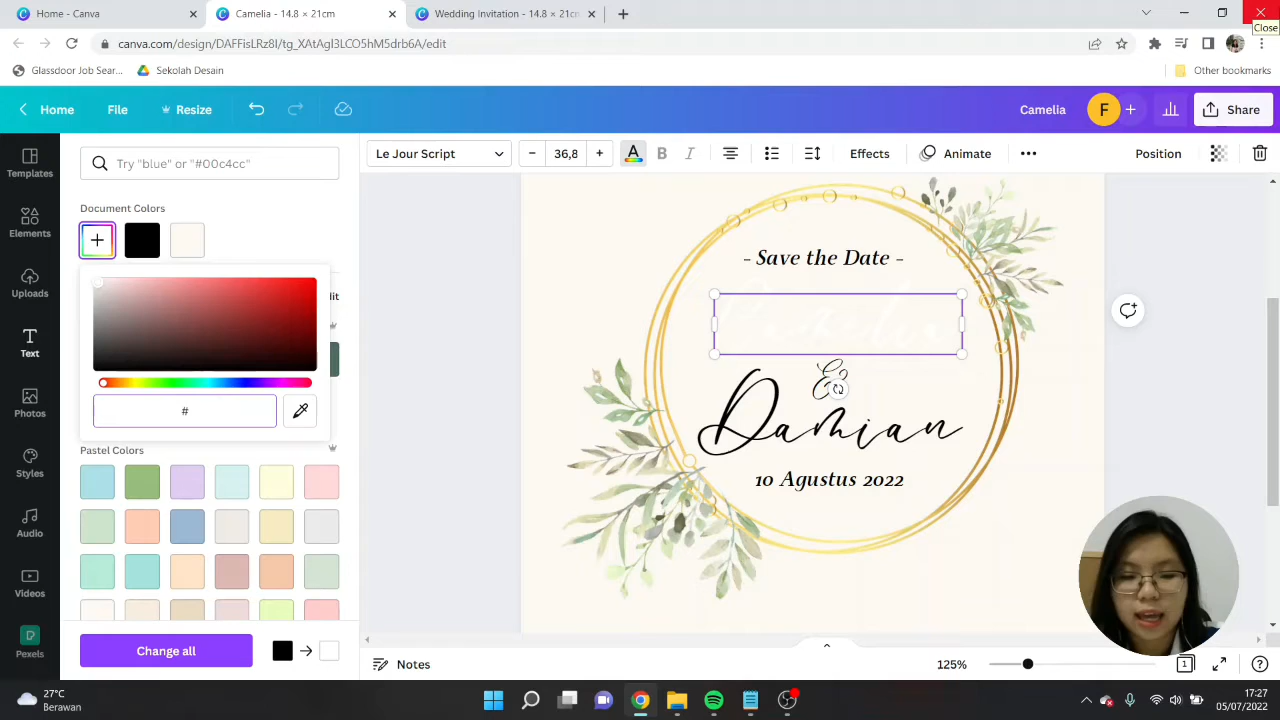 Home - Canva
Camelia - 14.8 × 21cm
Wedding Invitation - 14.8 × 21cm
Close
canva.com/design/DAFFisLRz8I/tg_XAtAgI3LCO5hM5drb6A/edit
Glassdoor Job Sear...
Sekolah Desain
Other bookmarks
Home
File
Resize
Camelia
F
Share
Try "blue" or "#00c4cc"
Le Jour Script
36,8
A
B
I
Effects
Animate
Position
Templates
Elements
Uploads
Text
Photos
Styles
Audio
Videos
Pexels
Document Colors
#
Pastel Colors
Change all
- Save the Date -
&
Damian
10 Agustus 2022
Notes
125%
1
27°C
Berawan
17:27
05/07/2022